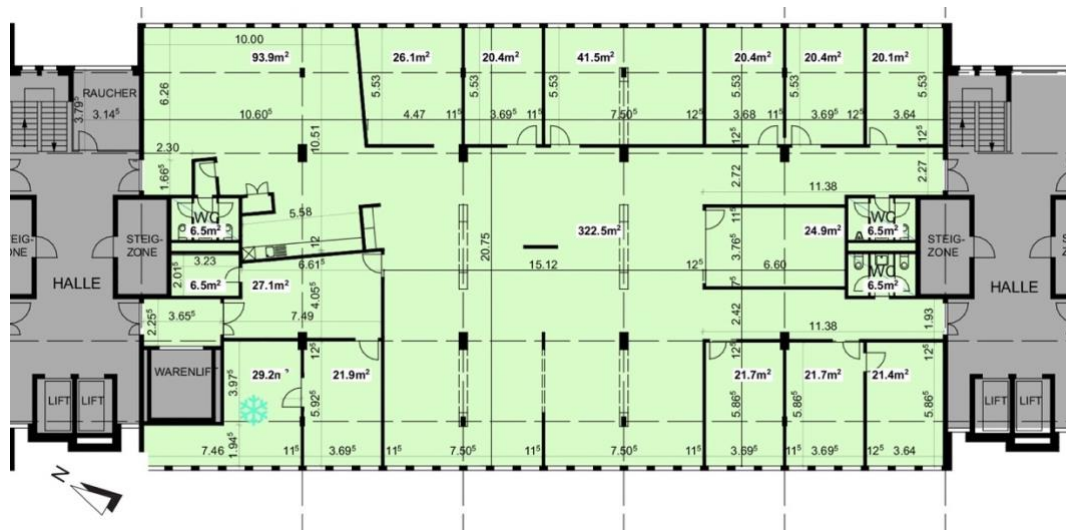 10.00
93.9m²
26.1m²
20.4m²
41.5m²
20.4m²
20.4m²
20.1m²
RAUCHER
3.79⁵
3.14⁵
6.26
5.53
5.53
5.53
5.53
5.53
5.53
10.60⁵
4.47
11⁵
3.69⁵
11⁵
7.50⁵
11⁵
3.68
11⁵
3.69⁵
12⁵
3.64
10.51
12⁵
12⁵
12⁵
2.30
1.66⁵
2.72
11.38
2.27
WC
6.5m²
5.58
12
322.5m²
11⁵
24.9m²
WC
6.5m²
STEIG-
ZONE
STEIG-
ZONE
STEIG-
ZONE
3.76⁵
20.75
3.23
2.01⁵
6.5m²
6.61⁵
27.1m²
4.05⁵
15.12
12⁵
6.60
7⁵
WC
6.5m²
HALLE
HALLE
7.49
2.25⁵
3.65⁵
2.42
11.38
1.93
WARENLIFT
3.97⁵
29.2m²
12⁵
21.9m²
5.92⁵
12⁵
21.7m²
5.86⁵
21.7m²
5.86⁵
12⁵
21.4m²
5.86⁵
LIFT
LIFT
LIFT
LIFT
1.94⁵
7.46
11⁵
3.69⁵
11⁵
7.50⁵
11⁵
7.50⁵
11⁵
3.69⁵
11⁵
3.69⁵
12⁵
3.64
N